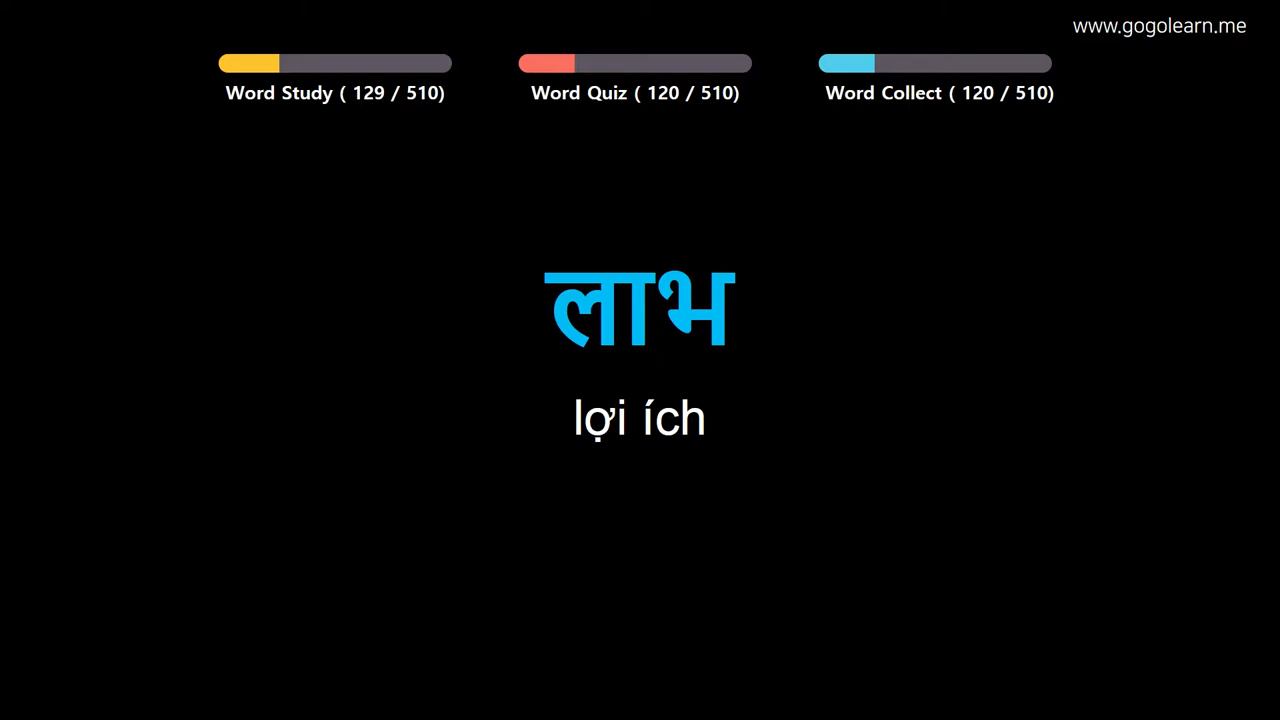 www.gogolearn.me
Word Study ( 129 / 510)
Word Quiz ( 120 / 510)
Word Collect ( 120 / 510)
लाभ
lợi ích